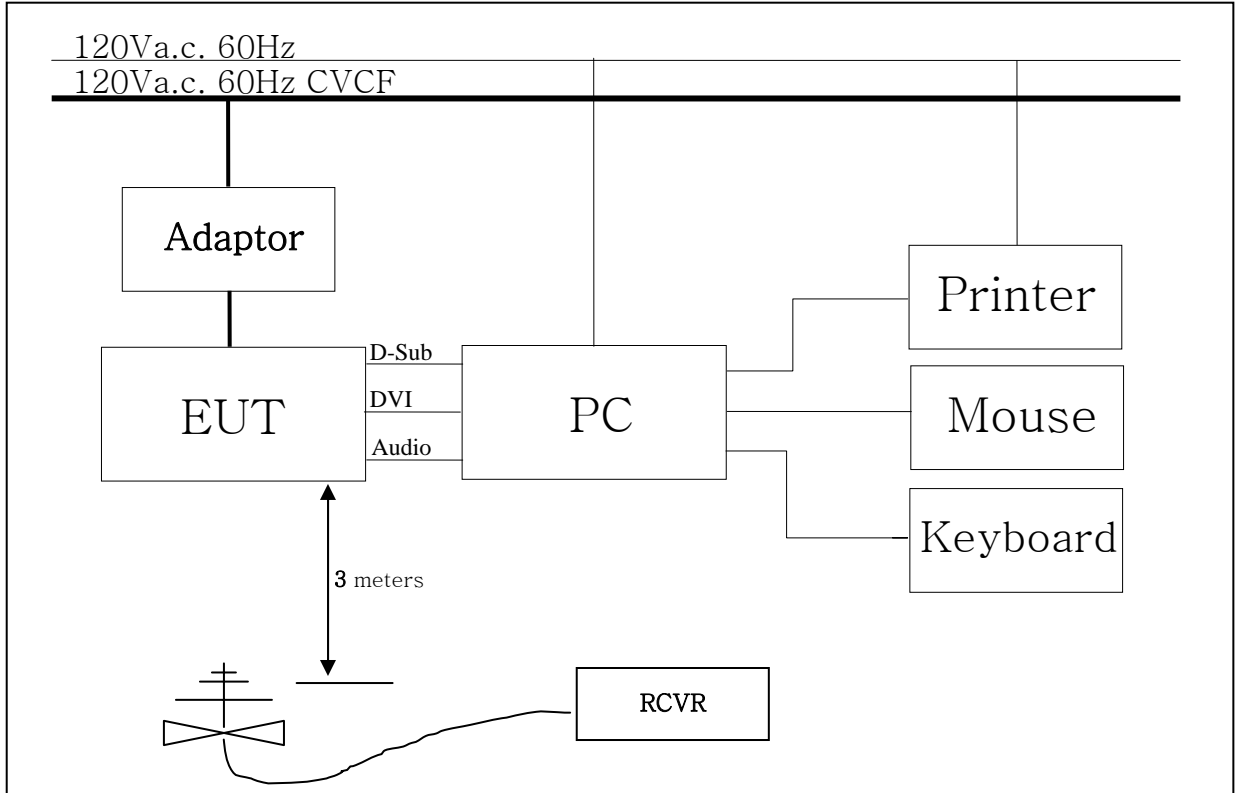 120Va.c. 60Hz
120Va.c. 60Hz CVCF
Adaptor
Printer
EUT
D-Sub
DVI
Audio
PC
Mouse
Keyboard
3 meters
RCVR